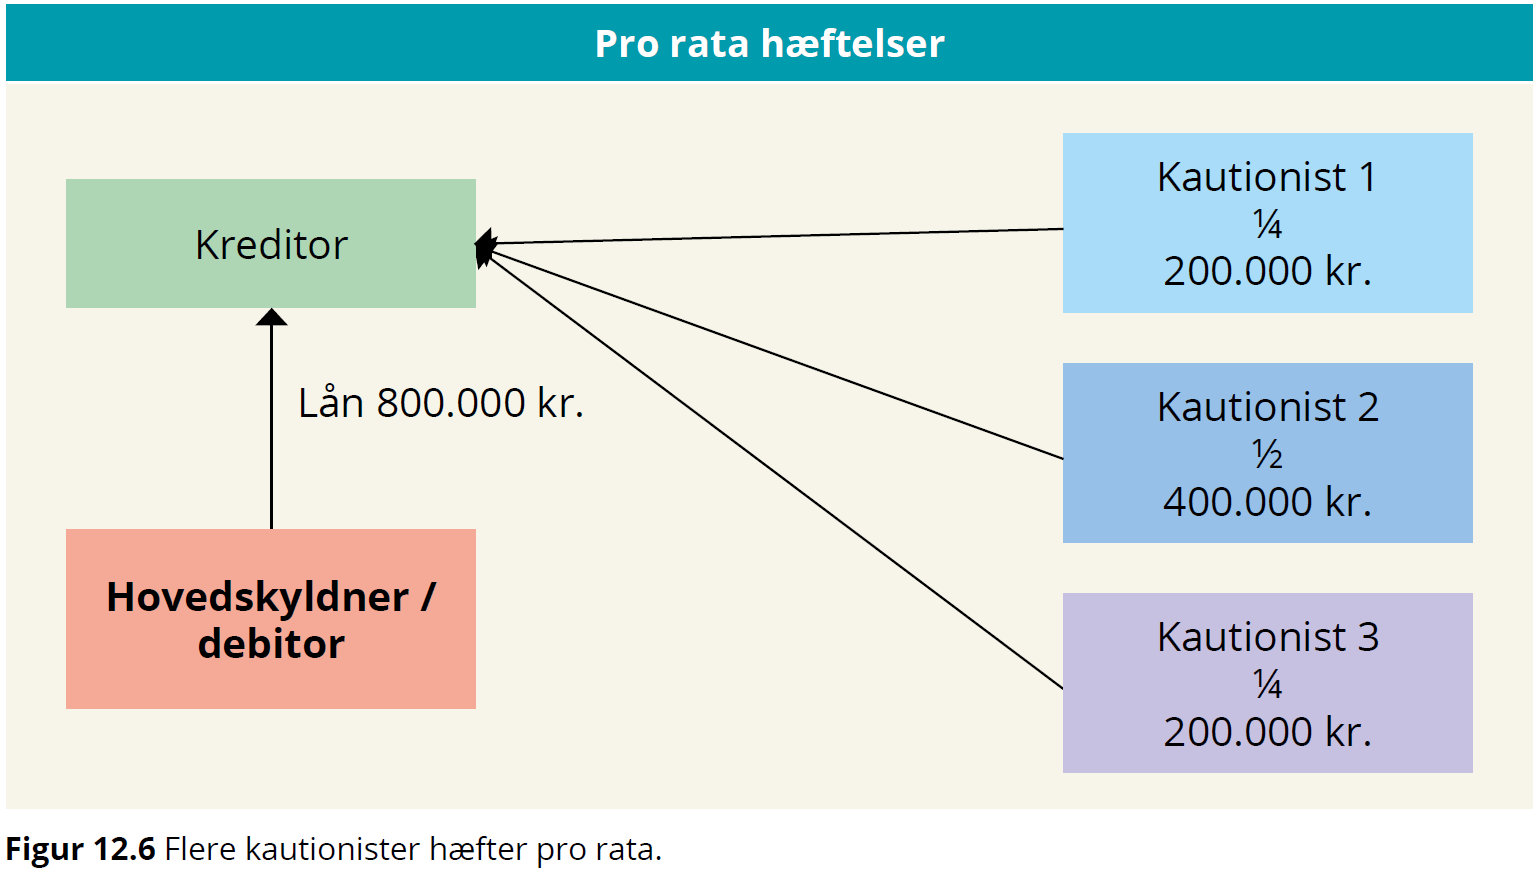 Pro rata hæftelser
Kreditor
Lån 800.000 kr.
Hovedskyldner /
debitor
Kautionist 1
¼
200.000 kr.
Kautionist 2
½
400.000 kr.
Kautionist 3
¼
200.000 kr.
Figur 12.6 Flere kautionister hæfter pro rata.